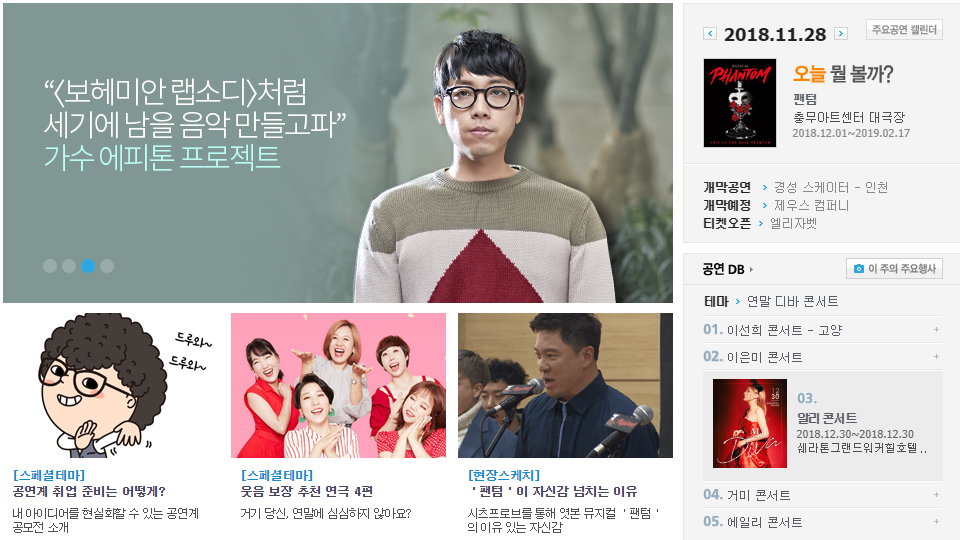 “<보헤미안 랩소디>처럼
세기에 남을 음악 만들고파”
가수 에피톤 프로젝트
드루와~
드루와~
[스페셜테마]
공연계 취업 준비는 어떻게?
내 아이디어를 현실화할 수 있는 공연계
공모전 소개
[스페셜테마]
웃음 보장 추천 연극 4편
거기 당신, 연말에 심심하지 않아요?
[현장스케치]
'팬텀'이 자신감 넘치는 이유
시츠프로브를 통해 엿본 뮤지컬 '팬텀'
의 이유 있는 자신감
2018.11.28
주요공연 캘린더
PHANTOM
오늘 뭘 볼까?
팬텀
충무아트센터 대극장
2018.12.01~2019.02.17
개막공연 > 경성 스케이터 - 인천
개막예정 > 제우스 컴퍼니
티켓오픈 > 엘리자벳
공연 DB
이 주의 주요행사
테마 > 연말 디바 콘서트
01. 이선희 콘서트 - 고양 +
02. 이은미 콘서트 +
12
30
Diva
03.
알리 콘서트
2018.12.30~2018.12.30
쉐라톤그랜드워커힐호텔..
04. 거미 콘서트 +
05. 에일리 콘서트 +